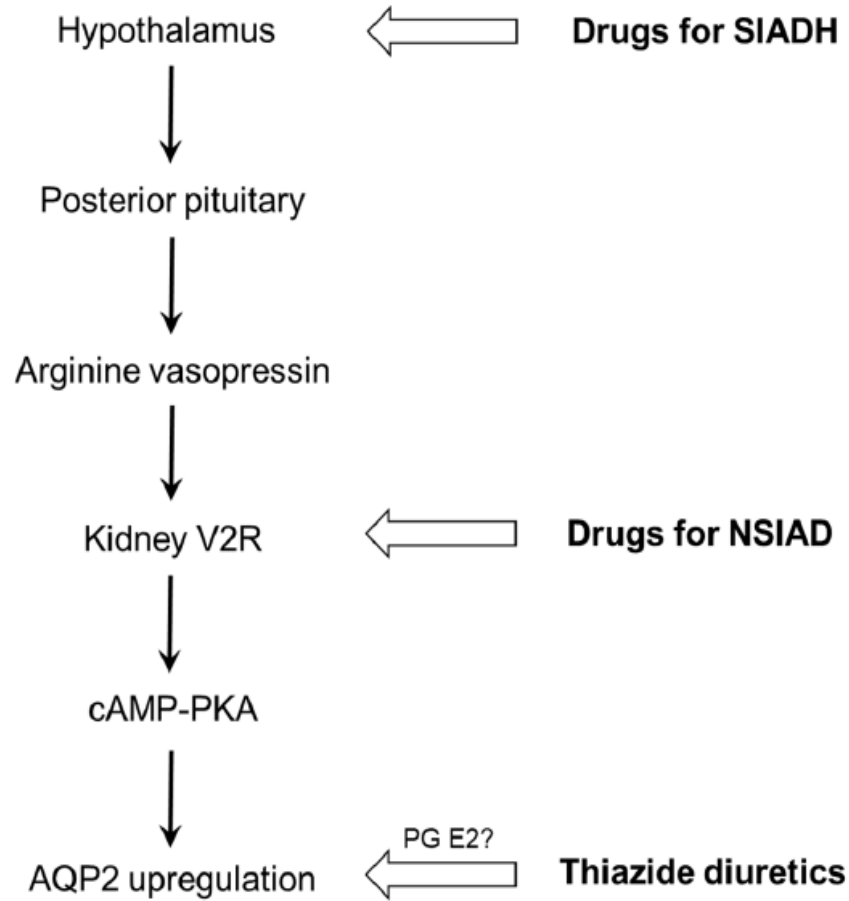 Hypothalamus
Drugs for SIADH
Posterior pituitary
Arginine vasopressin
Kidney V2R
Drugs for NSIAD
cAMP-PKA
PG E2?
AQP2 upregulation
Thiazide diuretics